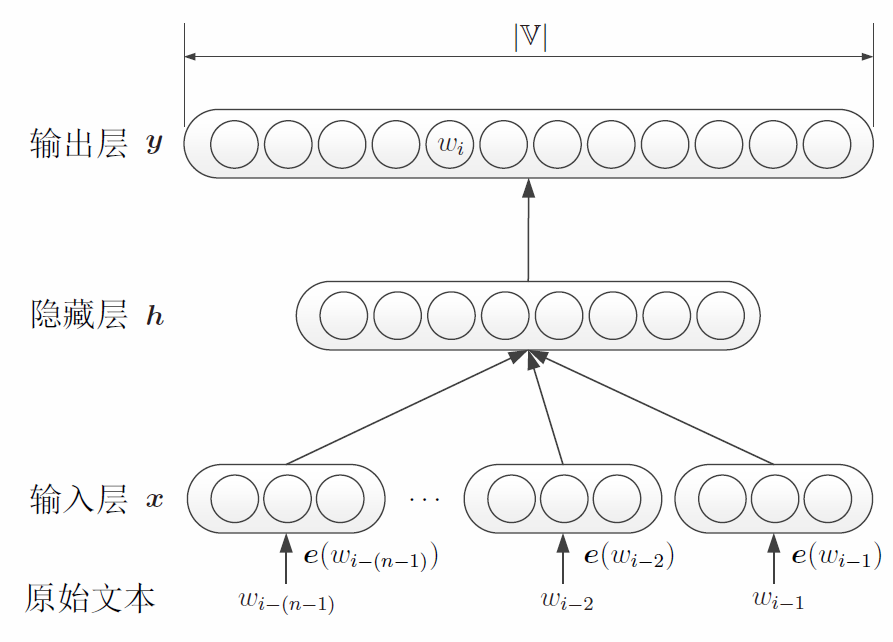 |𝕍|
输出层 y w_i
隐藏层 h
输入层 x ···
e(w_{i−(n−1)}) e(w_{i−2}) e(w_{i−1})
原始文本 w_{i−(n−1)} w_{i−2} w_{i−1}